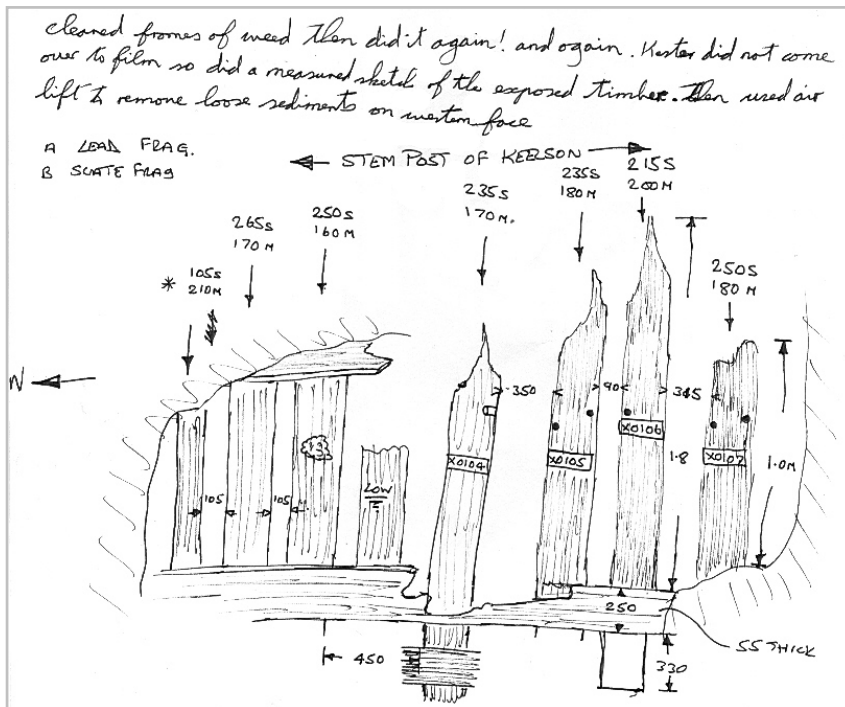 cleaned frames of weed then did it again! and again. Kester did not come
over to film so did a measured sketch of the exposed timber. Then used air
lift to remove loose sediments on western face
A LEAD FRAG.
B SLATE FRAG
STEM POST OF KEELSON
215S
200M
235S
180M
235S
170M.
250S
160M
265S
170M
250S
180M
* 105S
210M
N
350
90
345
X0106
X0104
X0105
X0107
1.8
1.0M
LOW
105
105
250
55 THICK
450
330